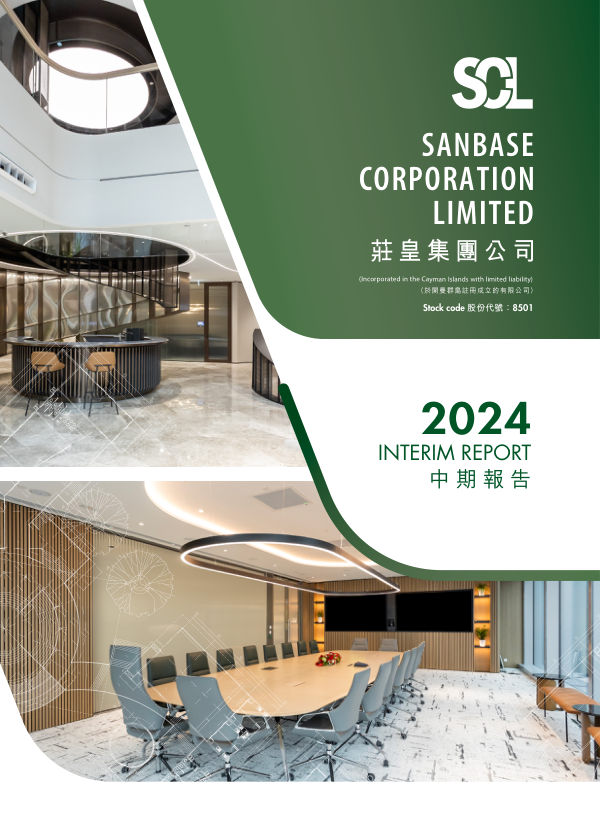 SCL
SANBASE
CORPORATION
LIMITED
莊皇集團公司
(Incorporated in the Cayman Islands with limited liability)
（於開曼群島註冊成立的有限公司）
Stock code 股份代號：8501
2024
INTERIM REPORT
中期報告